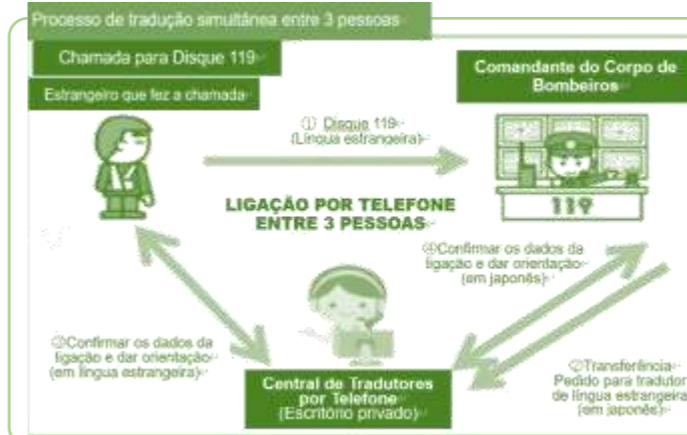 Processo de tradução simultânea entre 3 pessoas
Chamada para Disque 119
Estrangeiro que fez a chamada
Comandante do Corpo de
Bombeiros
① Disque 119
(Língua estrangeira)
119
LIGAÇÃO POR TELEFONE
ENTRE 3 PESSOAS
④Confirmar os dados da
ligação e dar orientação
(em japonês)
③Confirmar os dados da
ligação e dar orientação
(em língua estrangeira)
Central de Tradutores
por Telefone
(Escritório privado)
②Transferência
Pedido para tradutor
de língua estrangeira
(em japonês)